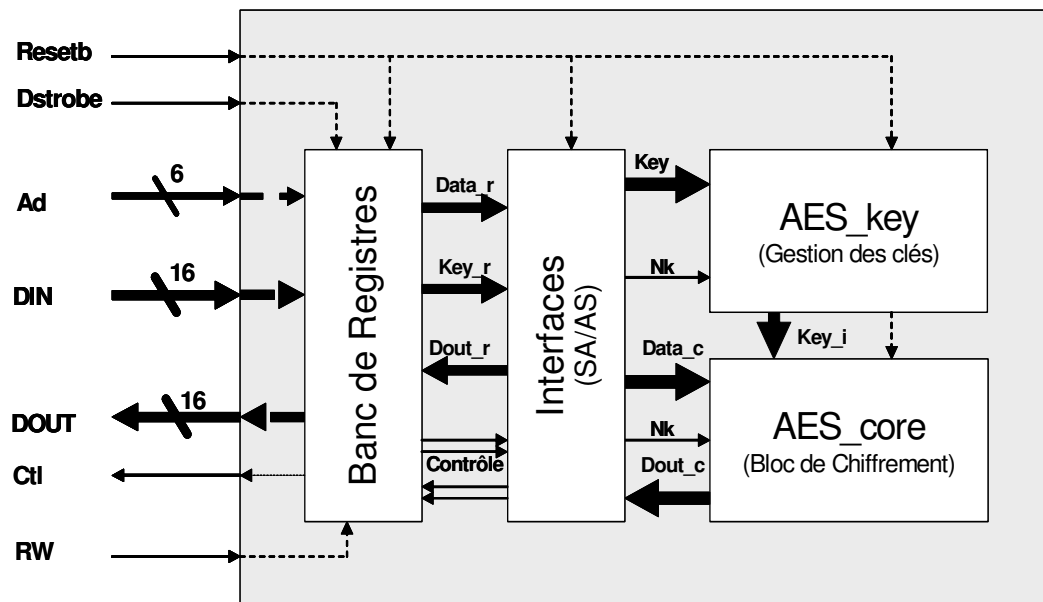 Resetb
Dstrobe
Ad
6
DIN
16
DOUT
16
Ctl
RW
Banc de Registres
Data_r
Key_r
Dout_r
Contrôle
Interfaces
(SA/AS)
Key
Nk
Data_c
Nk
Dout_c
AES_key
(Gestion des clés)
Key_i
AES_core
(Bloc de Chiffrement)